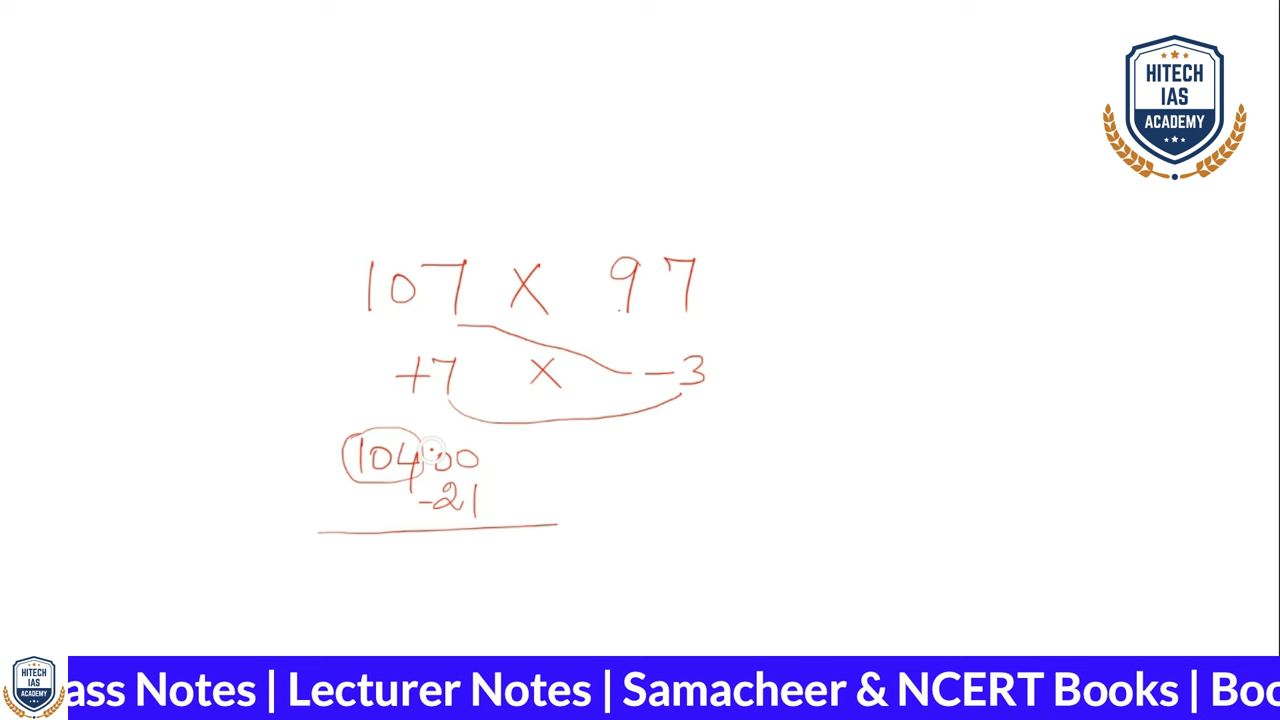 HITECH
IAS
ACADEMY
107 X 97
+7 X -3
10400
-21
HITECH
IAS
ACADEMY
ass Notes | Lecturer Notes | Samacheer & NCERT Books | Boo